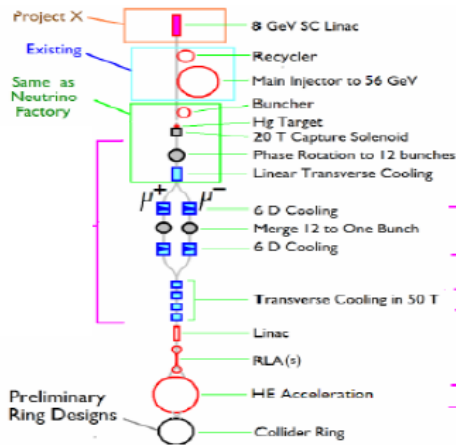 Project X
8 GeV SC Linac
Existing
Recycler
Main Injector to 56 GeV
Same as
Neutrino
Factory
Buncher
Hg Target
20 T Capture Solenoid
Phase Rotation to 12 bunches
Linear Transverse Cooling
μ+ μ−
6 D Cooling
Merge 12 to One Bunch
6 D Cooling
Transverse Cooling in 50 T
Linac
RLA(s)
HE Acceleration
Preliminary
Ring Designs
Collider Ring